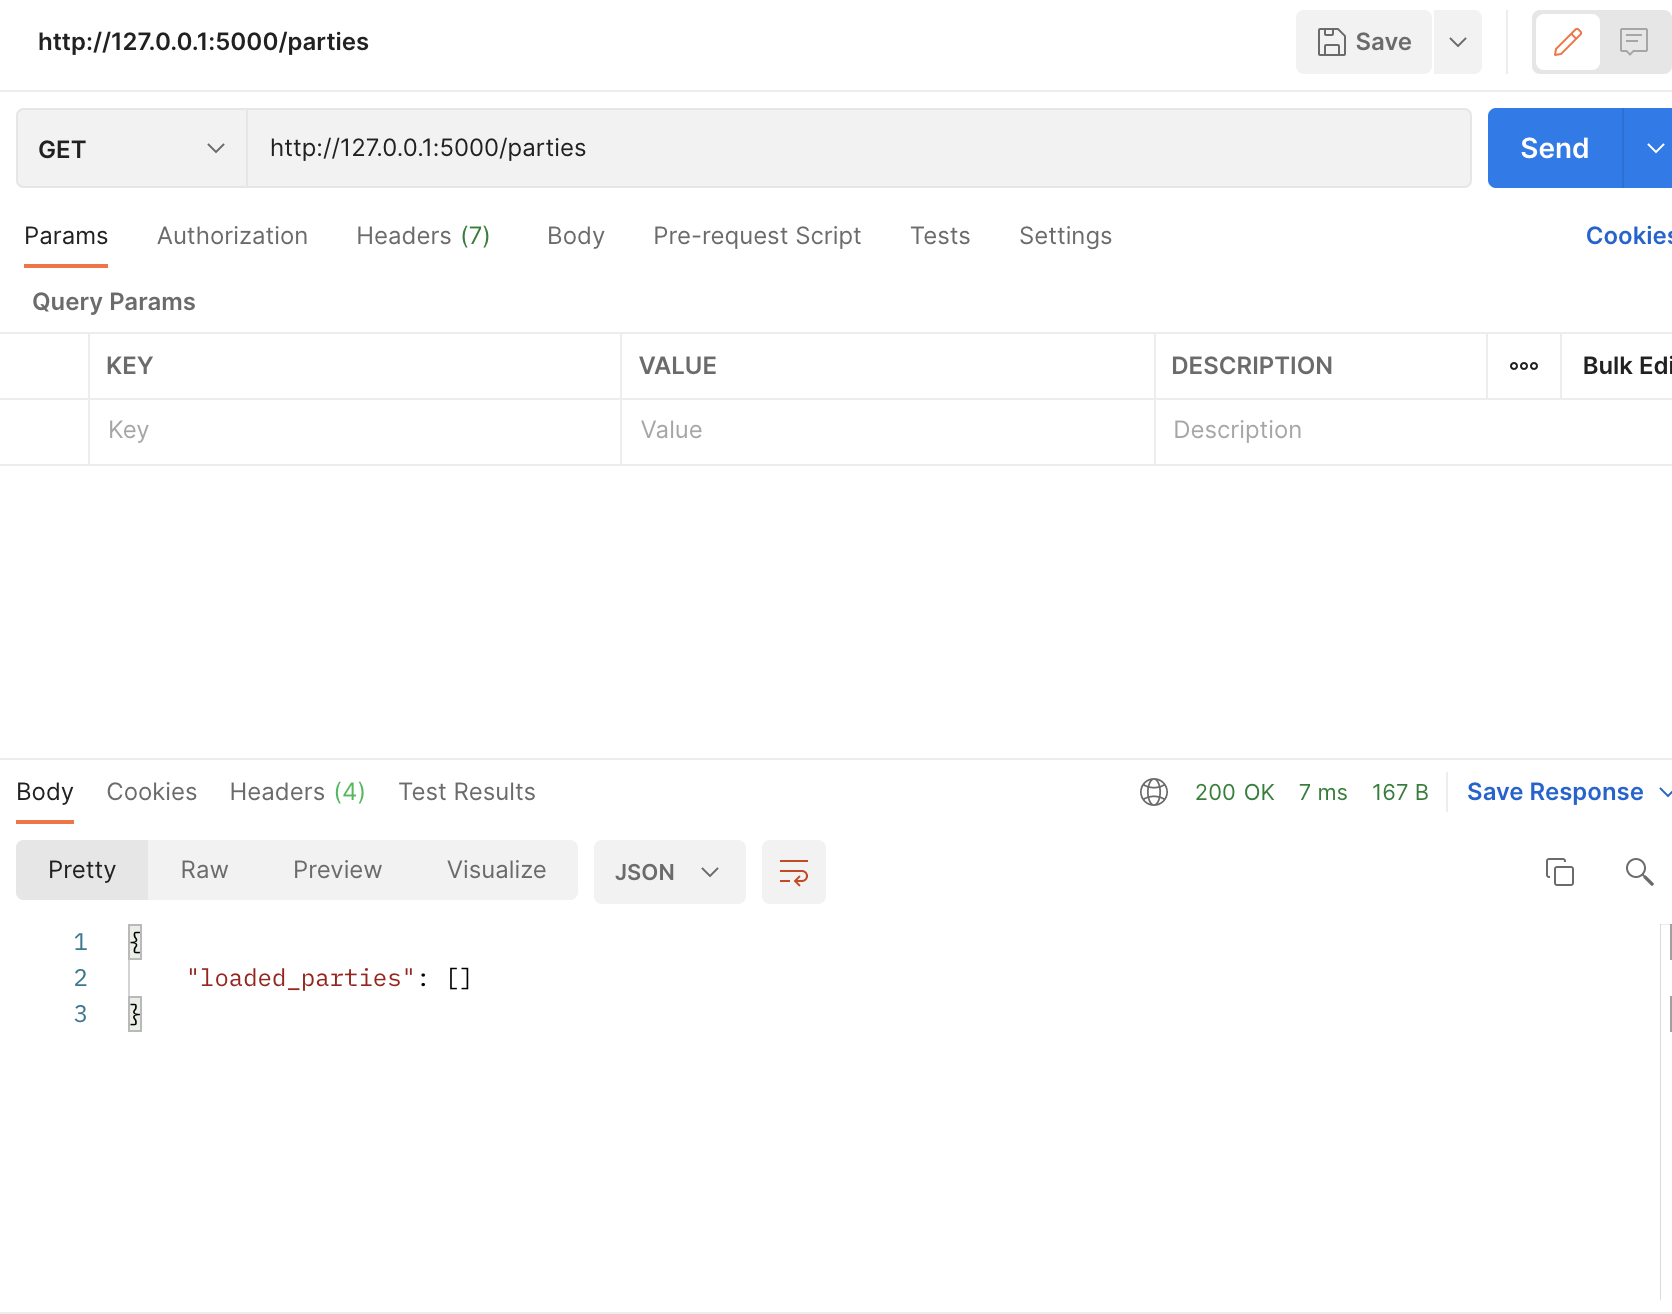 http://127.0.0.1:5000/parties Save
GET http://127.0.0.1:5000/parties Send
Params Authorization Headers (7) Body Pre-request Script Tests Settings Cookies
Query Params
KEY VALUE DESCRIPTION ooo Bulk Edi
Key Value Description
Body Cookies Headers (4) Test Results 200 OK 7 ms 167 B Save Response
Pretty Raw Preview Visualize JSON
1 {
2 "loaded_parties": []
3 }